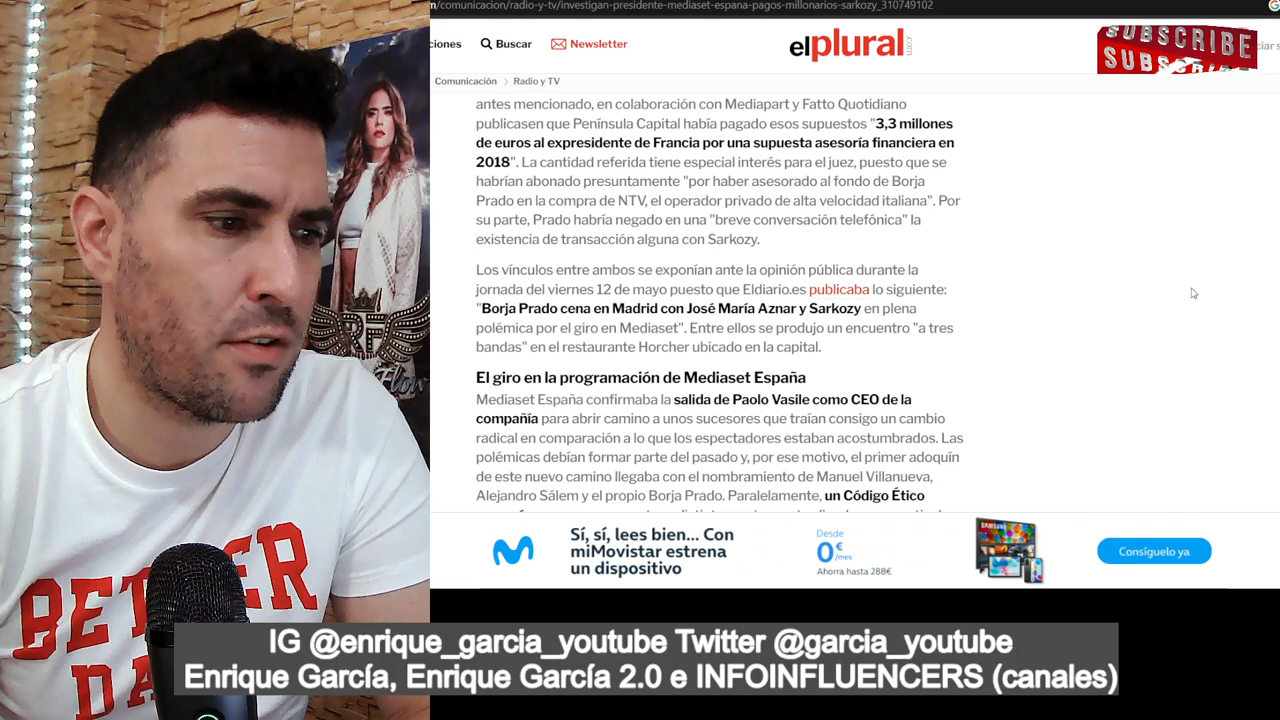 m/comunicacion/radio-y-tv/investigan-presidente-mediaset-espana-pagos-millonarios-sarkozy_310749102
ciones Buscar Newsletter
elplural.com
SUBSCRIBE
SUBSCRIBE
ciar s
Comunicación > Radio y TV
antes mencionado, en colaboración con Mediapart y Fatto Quotidiano
publicasen que Península Capital había pagado esos supuestos "3,3 millones
de euros al expresidente de Francia por una supuesta asesoría financiera en
2018". La cantidad referida tiene especial interés para el juez, puesto que se
habrían abonado presuntamente "por haber asesorado al fondo de Borja
Prado en la compra de NTV, el operador privado de alta velocidad italiana". Por
su parte, Prado habría negado en una "breve conversación telefónica" la
existencia de transacción alguna con Sarkozy.
Los vínculos entre ambos se exponían ante la opinión pública durante la
jornada del viernes 12 de mayo puesto que Eldiario.es publicaba lo siguiente:
"Borja Prado cena en Madrid con José María Aznar y Sarkozy en plena
polémica por el giro en Mediaset". Entre ellos se produjo un encuentro "a tres
bandas" en el restaurante Horcher ubicado en la capital.
El giro en la programación de Mediaset España
Mediaset España confirmaba la salida de Paolo Vasile como CEO de la
compañía para abrir camino a unos sucesores que traían consigo un cambio
radical en comparación a lo que los espectadores estaban acostumbrados. Las
polémicas debían formar parte del pasado y, por ese motivo, el primer adoquín
de este nuevo camino llegaba con el nombramiento de Manuel Villanueva,
Alejandro Sálem y el propio Borja Prado. Paralelamente, un Código Ético
Sí, sí, lees bien... Con
miMovistar estrena
un dispositivo
Desde
0€/mes
Ahorra hasta 288€
SAMSUNG
Consíguelo ya
RF
Flow
BETTER
DA
IG @enrique_garcia_youtube Twitter @garcia_youtube
Enrique García, Enrique García 2.0 e INFOINFLUENCERS (canales)